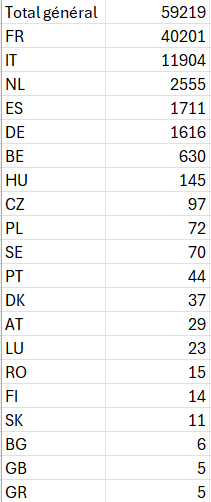 Total général 59219
FR 40201
IT 11904
NL 2555
ES 1711
DE 1616
BE 630
HU 145
CZ 97
PL 72
SE 70
PT 44
DK 37
AT 29
LU 23
RO 15
FI 14
SK 11
BG 6
GB 5
GR 5